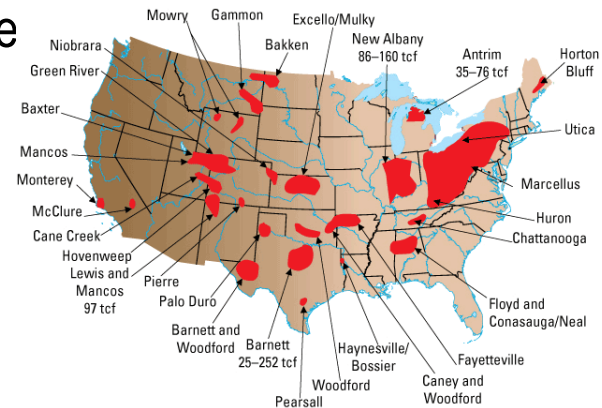 e
Mowry
Gammon
Excello/Mulky
Niobrara
Bakken
New Albany
86–160 tcf
Antrim
35–76 tcf
Horton
Bluff
Green River
Baxter
Utica
Mancos
Monterey
Marcellus
McClure
Huron
Cane Creek
Chattanooga
Hovenweep
Lewis and
Mancos
97 tcf
Pierre
Palo Duro
Floyd and
Conasauga/Neal
Barnett and
Woodford
Barnett
25–252 tcf
Haynesville/
Bossier
Fayetteville
Woodford
Caney and
Woodford
Pearsall